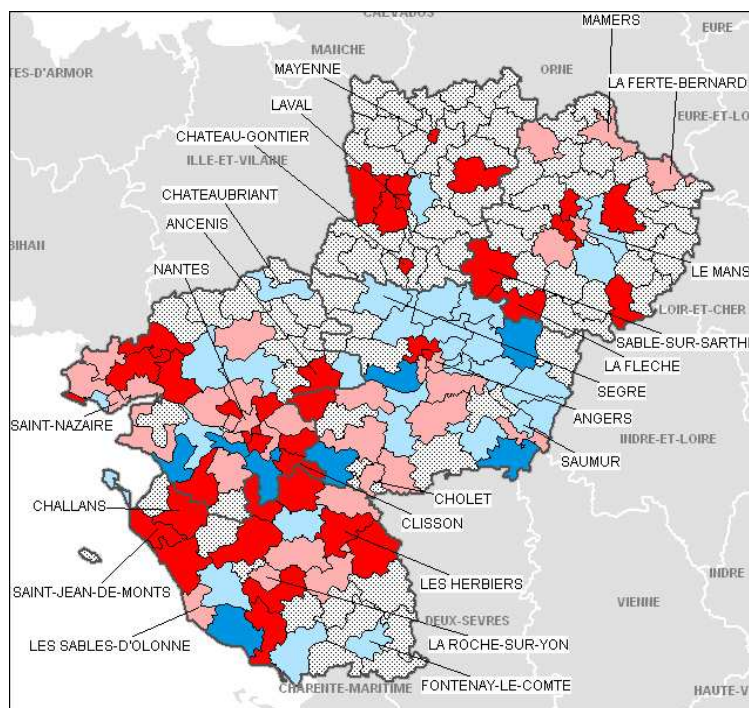 CALVADOS
MAMERS
EURE
MANCHE
TES-D'ARMOR
MAYENNE
ORNE
LA FERTE-BERNARD
LAVAL
EURE-ET-LO
CHATEAU-GONTIER
ILLE-ET-VILAINE
CHATEAUBRIANT
ANCENIS
BIHAN
NANTES
LE MANS
LOIR-ET-CHER
SABLE-SUR-SARTHE
LA FLECHE
SEGRE
SAINT-NAZAIRE
ANGERS
INDRE-ET-LOIRE
SAUMUR
CHOLET
CHALLANS
CLISSON
SAINT-JEAN-DE-MONTS
LES HERBIERS
INDRE
VIENNE
DEUX-SEVRES
LES SABLES-D'OLONNE
LA ROCHE-SUR-YON
FONTENAY-LE-COMTE
CHARENTE-MARITIME
HAUTE-V